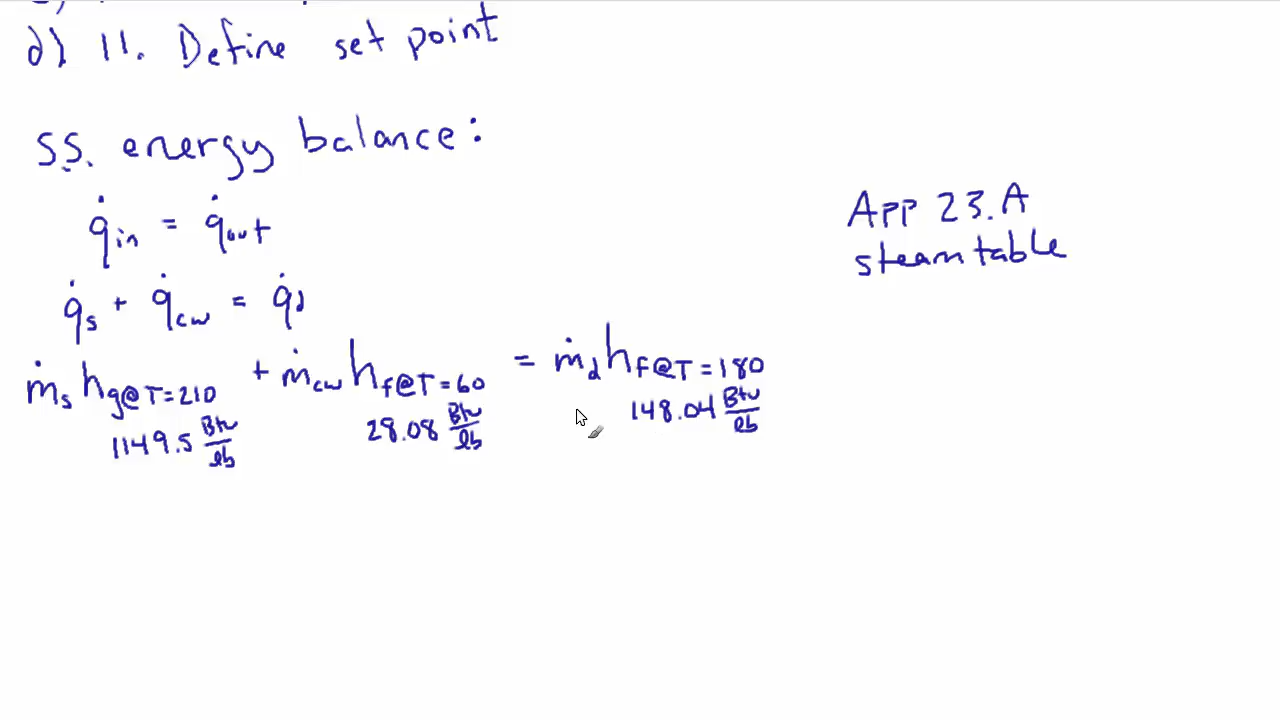 d) 11. Define set point
S.S. energy balance:
q̇in = q̇out
App 23.A
steam table
q̇s + q̇cw = q̇d
ṁs hg@T=210 + ṁcw hf@T=60 = ṁd hf@T=180
1149.5 Btu/lb 28.08 Btu/lb 148.04 Btu/lb